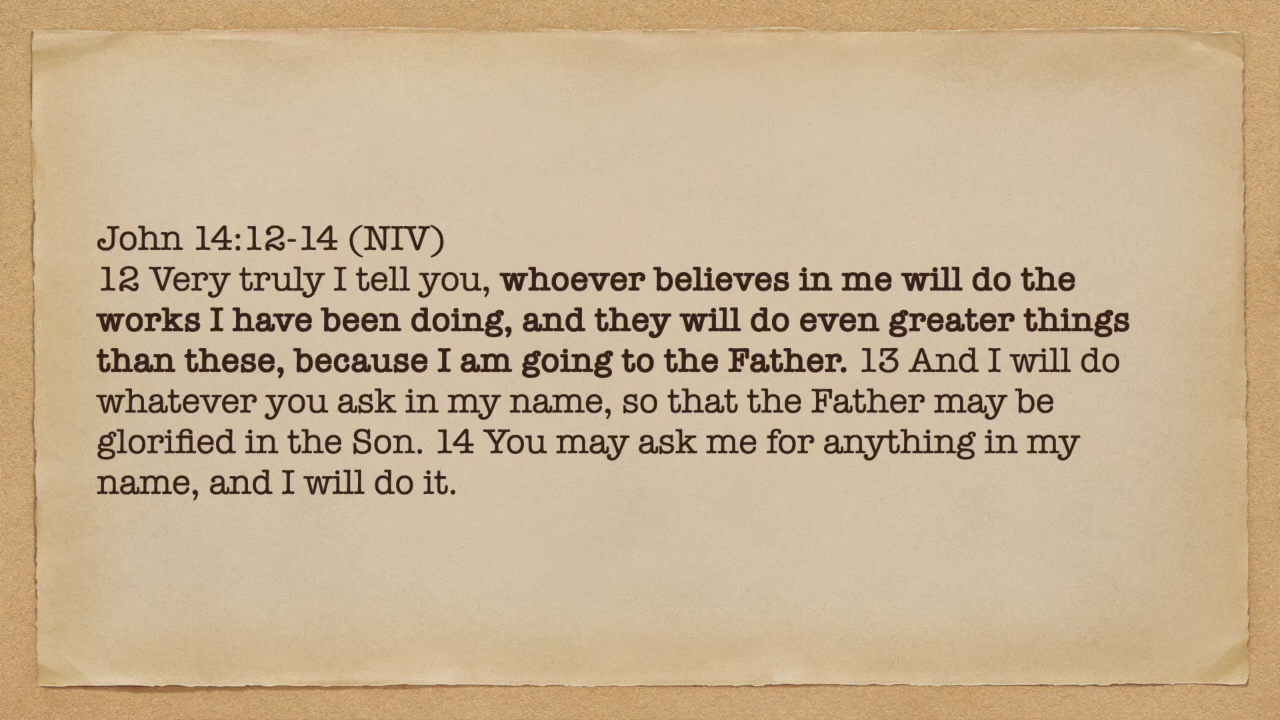 John 14:12-14 (NIV)
12 Very truly I tell you, whoever believes in me will do the
works I have been doing, and they will do even greater things
than these, because I am going to the Father. 13 And I will do
whatever you ask in my name, so that the Father may be
glorified in the Son. 14 You may ask me for anything in my
name, and I will do it.